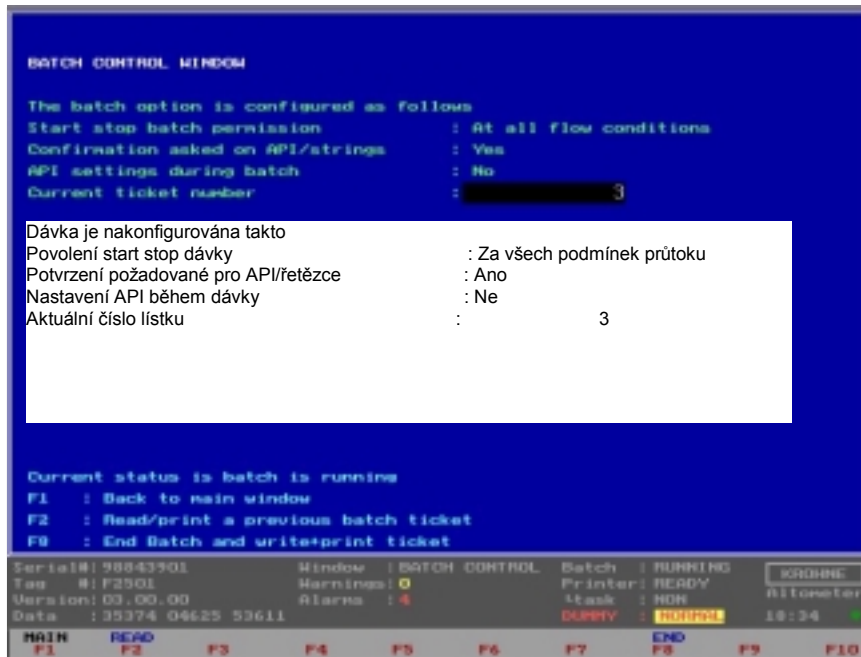 BATCH CONTROL WINDOW
The batch option is configured as follows
Start stop batch permission : At all flow conditions
Confirmation asked on API/strings : Yes
API settings during batch : No
Current ticket number : 3
Dávka je nakonfigurována takto
Povolení start stop dávky : Za všech podmínek průtoku
Potvrzení požadované pro API/řetězce : Ano
Nastavení API během dávky : Ne
Aktuální číslo lístku : 3
Current status is batch is running
F1 : Back to main window
F2 : Read/print a previous batch ticket
F8 : End Batch and write+print ticket
Serial#: 98843901 Window : BATCH CONTROL Batch : RUNNING KROHNE
Tag #: F2501 Warnings: 0 Printer: READY Altometer
Version: 03.00.00 Alarms : 4 task : MON
Data : 35374 04625 53611 DUMMY : NORMAL 10:34
MAIN READ END
F1 F2 F3 F4 F5 F6 F7 F8 F9 F10